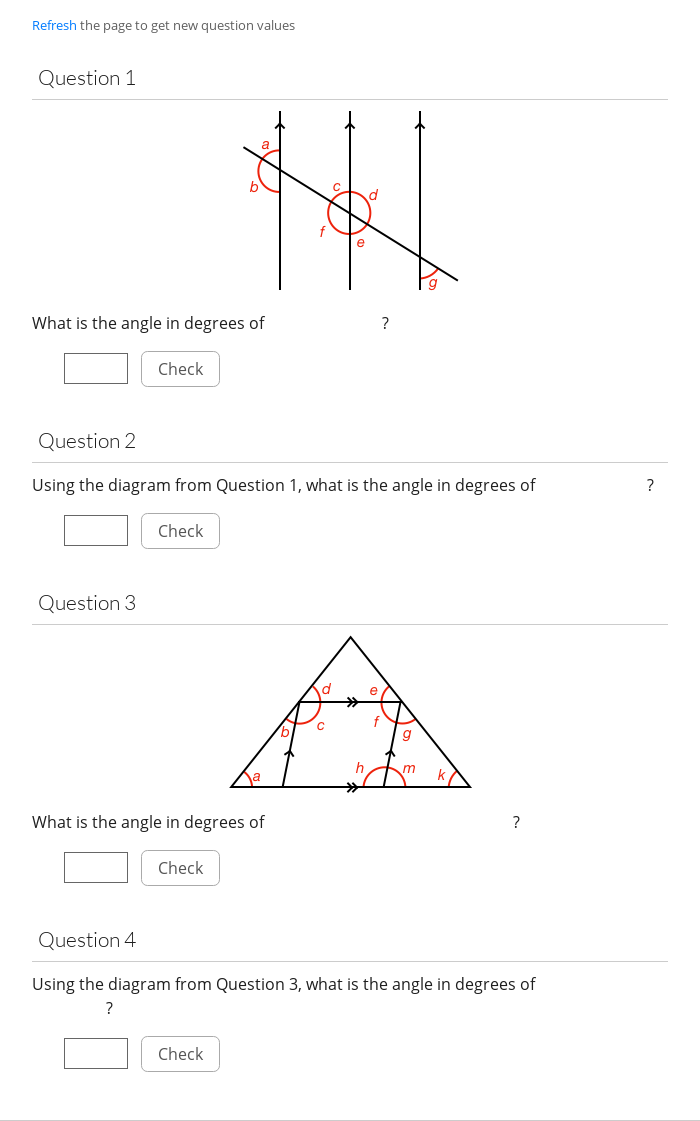 Refresh the page to get new question values
Question 1
a
b
c
d
f
e
g
What is the angle in degrees of ?
Check
Question 2
Using the diagram from Question 1, what is the angle in degrees of ?
Check
Question 3
d
e
b
c
f
g
a
h
m
k
What is the angle in degrees of ?
Check
Question 4
Using the diagram from Question 3, what is the angle in degrees of
?
Check